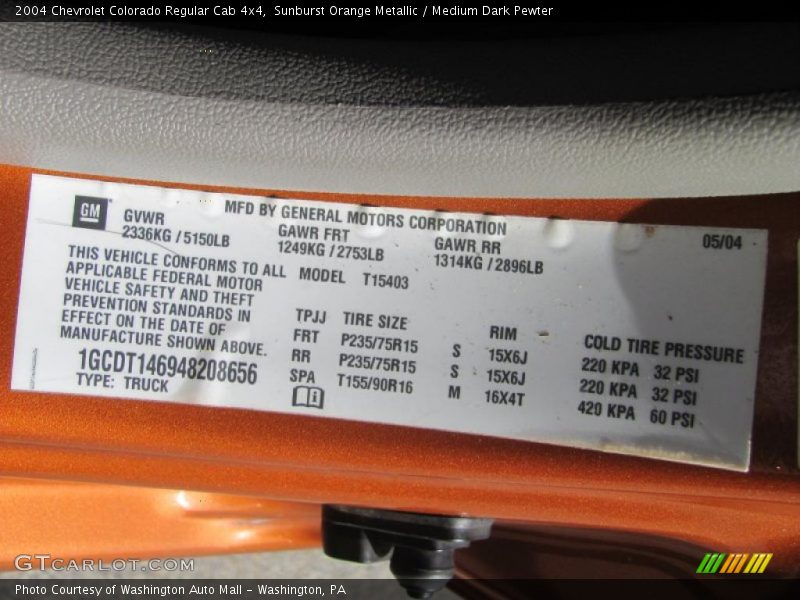 2004 Chevrolet Colorado Regular Cab 4x4, Sunburst Orange Metallic / Medium Dark Pewter
GM
MFD BY GENERAL MOTORS CORPORATION
05/04
GVWR
2336KG / 5150LB
GAWR FRT
1249KG / 2753LB
GAWR RR
1314KG / 2896LB
THIS VEHICLE CONFORMS TO ALL
APPLICABLE FEDERAL MOTOR
VEHICLE SAFETY AND THEFT
PREVENTION STANDARDS IN
EFFECT ON THE DATE OF
MANUFACTURE SHOWN ABOVE.
1GCDT146948208656
TYPE: TRUCK
MODEL T15403
TPJJ TIRE SIZE RIM COLD TIRE PRESSURE
FRT P235/75R15 S 15X6J 220 KPA 32 PSI
RR P235/75R15 S 15X6J 220 KPA 32 PSI
SPA T155/90R16 M 16X4T 420 KPA 60 PSI
GTCARLOT.COM
Photo Courtesy of Washington Auto Mall - Washington, PA